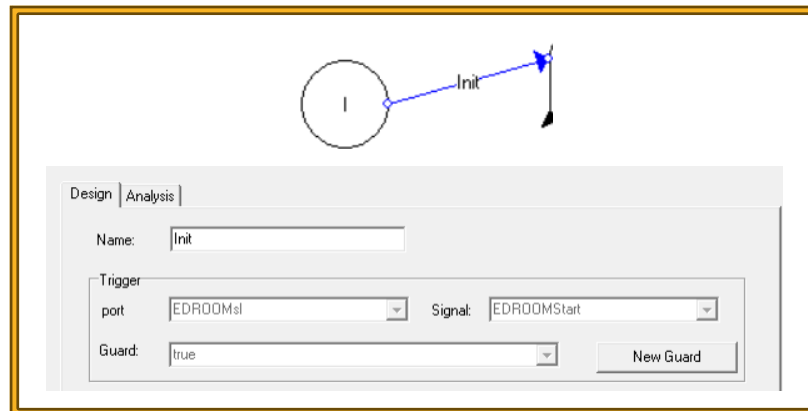 I
Init
Design Analysis
Name: Init
Trigger
port EDROOMsl Signal: EDROOMStart
Guard: true New Guard